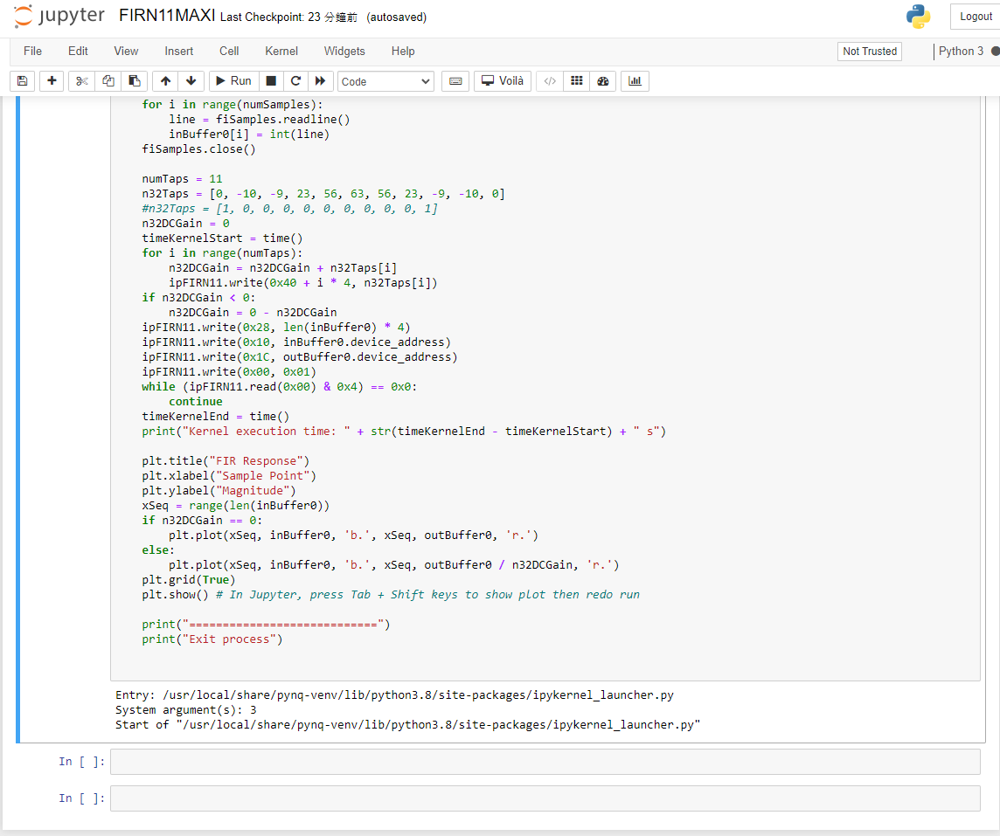 jupyter FIRN11MAXI Last Checkpoint: 23 分鐘前 (autosaved)
Logout
File Edit View Insert Cell Kernel Widgets Help
Not Trusted
Python 3
Run
Code
Voilà
for i in range(numSamples):
    line = fiSamples.readline()
    inBuffer0[i] = int(line)
fiSamples.close()
numTaps = 11
n32Taps = [0, -10, -9, 23, 56, 63, 56, 23, -9, -10, 0]
#n32Taps = [1, 0, 0, 0, 0, 0, 0, 0, 0, 0, 1]
n32DCGain = 0
timeKernelStart = time()
for i in range(numTaps):
    n32DCGain = n32DCGain + n32Taps[i]
    ipFIRN11.write(0x40 + i * 4, n32Taps[i])
if n32DCGain < 0:
    n32DCGain = 0 - n32DCGain
ipFIRN11.write(0x28, len(inBuffer0) * 4)
ipFIRN11.write(0x10, inBuffer0.device_address)
ipFIRN11.write(0x1C, outBuffer0.device_address)
ipFIRN11.write(0x00, 0x01)
while (ipFIRN11.read(0x00) & 0x4) == 0x0:
    continue
timeKernelEnd = time()
print("Kernel execution time: " + str(timeKernelEnd - timeKernelStart) + " s")
plt.title("FIR Response")
plt.xlabel("Sample Point")
plt.ylabel("Magnitude")
xSeq = range(len(inBuffer0))
if n32DCGain == 0:
    plt.plot(xSeq, inBuffer0, 'b.', xSeq, outBuffer0, 'r.')
else:
    plt.plot(xSeq, inBuffer0, 'b.', xSeq, outBuffer0 / n32DCGain, 'r.')
plt.grid(True)
plt.show() # In Jupyter, press Tab + Shift keys to show plot then redo run
print("============================")
print("Exit process")
Entry: /usr/local/share/pynq-venv/lib/python3.8/site-packages/ipykernel_launcher.py
System argument(s): 3
Start of "/usr/local/share/pynq-venv/lib/python3.8/site-packages/ipykernel_launcher.py"
In [ ]:
In [ ]: